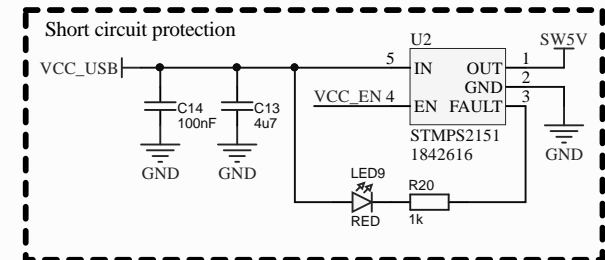 Short circuit protection
U2
SW5V
VCC_USB
5
IN
OUT
1
GND
2
VCC_EN
4
EN
FAULT
3
C14
100nF
C13
4u7
STMPS2151
1842616
GND
GND
GND
LED9
RED
R20
1k